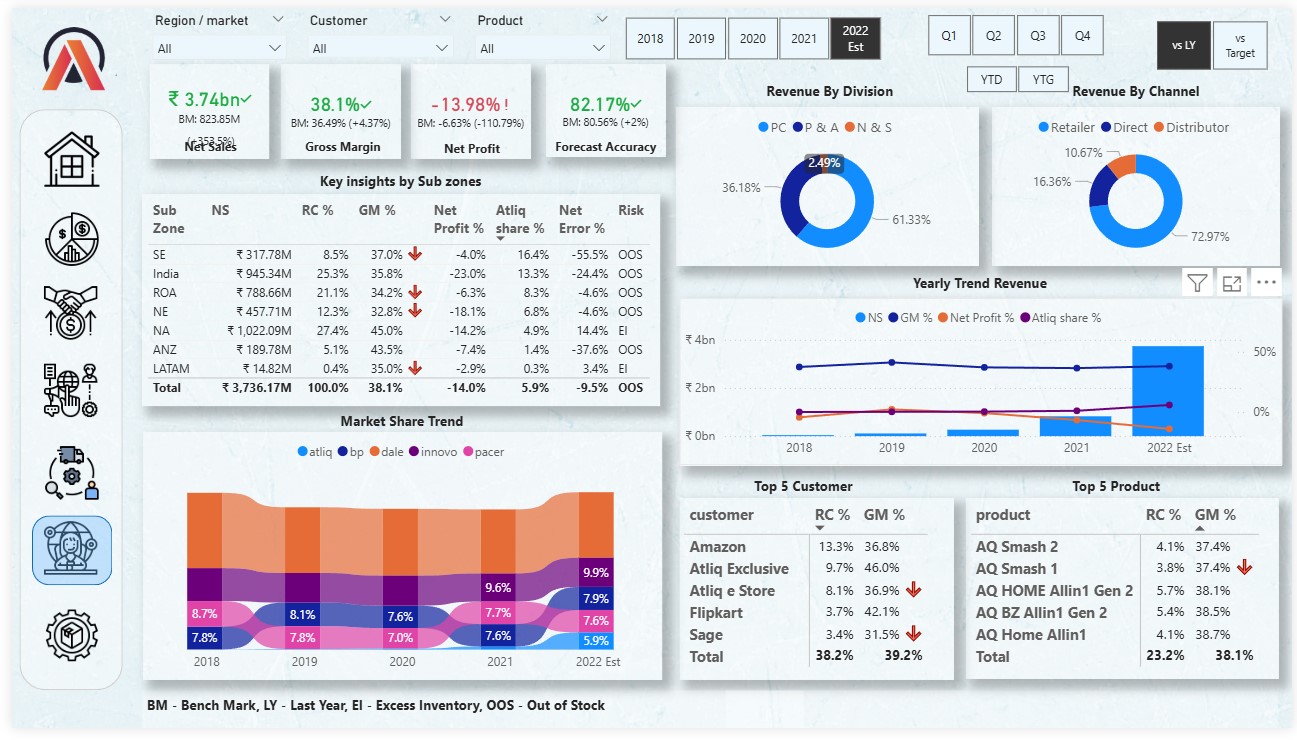 Region / market
Customer
Product
All
All
All
2018
2019
2020
2021
2022
Est
Q1
Q2
Q3
Q4
YTD
YTG
vs LY
vs
Target
₹ 3.74bn
BM: 823.85M
(+353.5%)
Net Sales
38.1%
BM: 36.49% (+4.37%)
Gross Margin
-13.98% !
BM: -6.63% (-110.79%)
Net Profit
82.17%
BM: 80.56% (+2%)
Forecast Accuracy
Revenue By Division
PC P & A N & S
2.49%
36.18%
61.33%
Revenue By Channel
Retailer Direct Distributor
10.67%
16.36%
72.97%
Key insights by Sub zones
Sub Zone NS RC % GM % Net Profit % Atliq share % Net Error % Risk
SE ₹ 317.78M 8.5% 37.0% -4.0% 16.4% -55.5% OOS
India ₹ 945.34M 25.3% 35.8% -23.0% 13.3% -24.4% OOS
ROA ₹ 788.66M 21.1% 34.2% -6.3% 8.3% -4.6% OOS
NE ₹ 457.71M 12.3% 32.8% -18.1% 6.8% -4.6% OOS
NA ₹ 1,022.09M 27.4% 45.0% -14.2% 4.9% 14.4% EI
ANZ ₹ 189.78M 5.1% 43.5% -7.4% 1.4% -37.6% OOS
LATAM ₹ 14.82M 0.4% 35.0% -2.9% 0.3% 3.4% EI
Total ₹ 3,736.17M 100.0% 38.1% -14.0% 5.9% -9.5% OOS
Yearly Trend Revenue
NS GM % Net Profit % Atliq share %
₹ 4bn
₹ 2bn
₹ 0bn
50%
0%
2018 2019 2020 2021 2022 Est
Market Share Trend
atliq bp dale innovo pacer
8.7%
7.8%
8.1%
7.8%
7.6%
7.0%
9.6%
7.7%
7.6%
9.9%
7.9%
7.6%
5.9%
2018 2019 2020 2021 2022 Est
Top 5 Customer
customer RC % GM %
Amazon 13.3% 36.8%
Atliq Exclusive 9.7% 46.0%
Atliq e Store 8.1% 36.9%
Flipkart 3.7% 42.1%
Sage 3.4% 31.5%
Total 38.2% 39.2%
Top 5 Product
product RC % GM %
AQ Smash 2 4.1% 37.4%
AQ Smash 1 3.8% 37.4%
AQ HOME Allin1 Gen 2 5.7% 38.1%
AQ BZ Allin1 Gen 2 5.4% 38.5%
AQ Home Allin1 4.1% 38.7%
Total 23.2% 38.1%
BM - Bench Mark, LY - Last Year, EI - Excess Inventory, OOS - Out of Stock